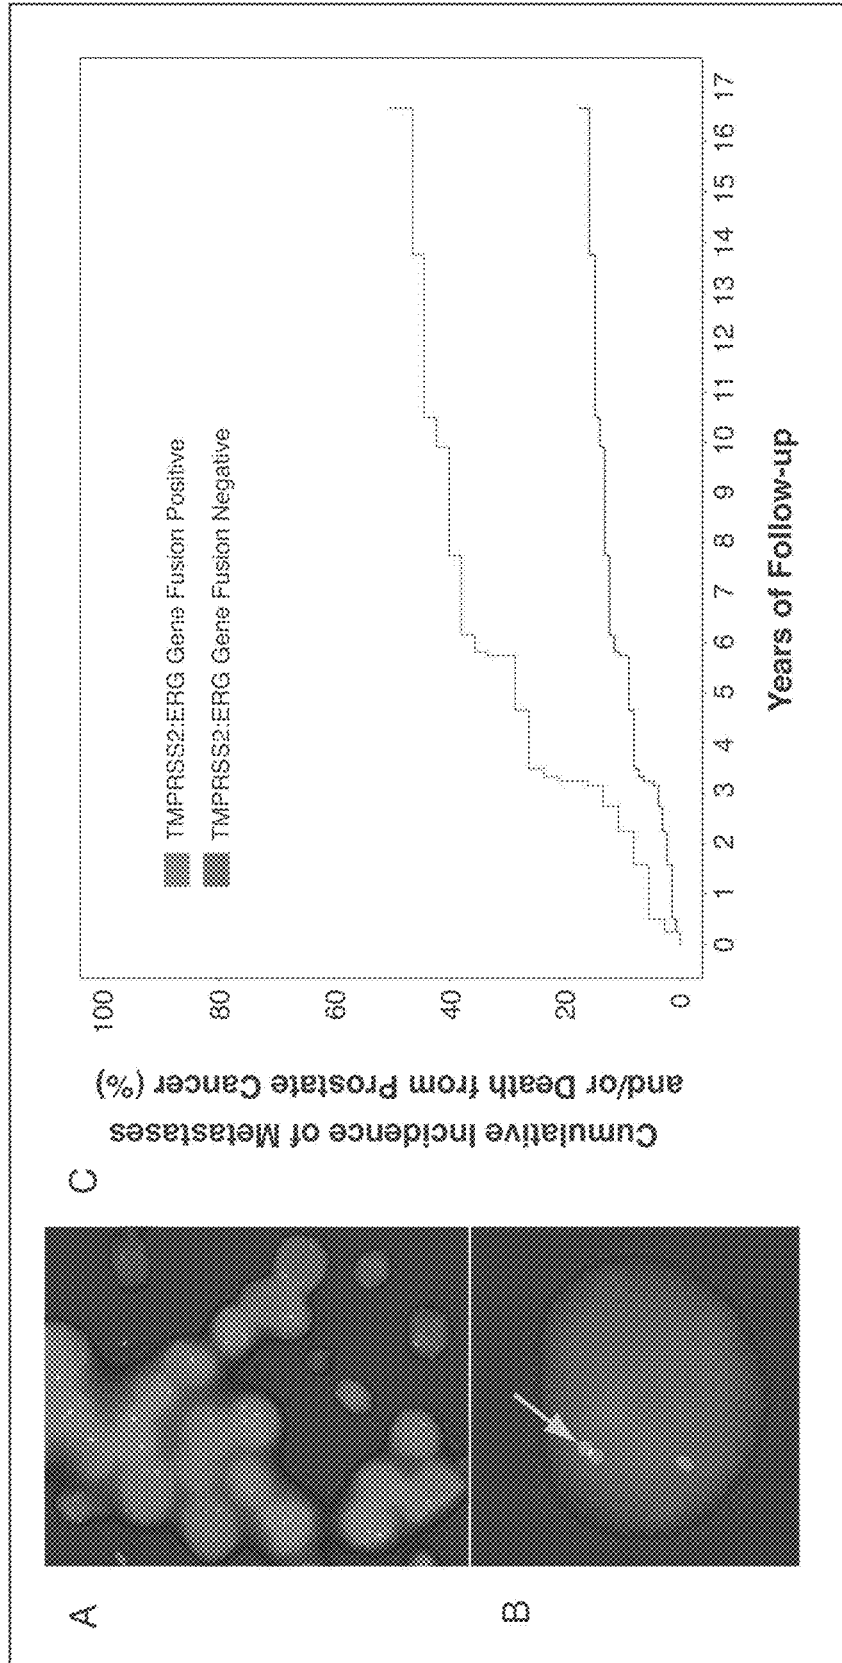 A
B
C
Cumulative Incidence of Metastases
and/or Death from Prostate Cancer (%)
100
80
60
40
20
0
TMPRSS2:ERG Gene Fusion Positive
TMPRSS2:ERG Gene Fusion Negative
0 1 2 3 4 5 6 7 8 9 10 11 12 13 14 15 16 17
Years of Follow-up